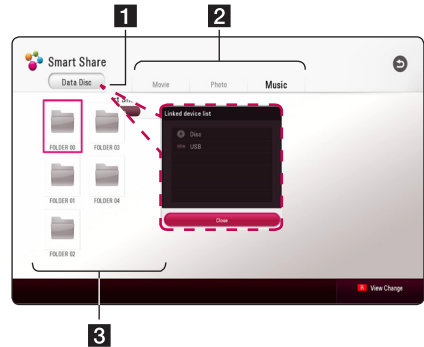 1
2
Smart Share
Data Disc
Movie
Photo
Music
Linked device list
Disc
USB
Close
FOLDER 00
FOLDER 03
FOLDER 01
FOLDER 04
FOLDER 02
View Change
3